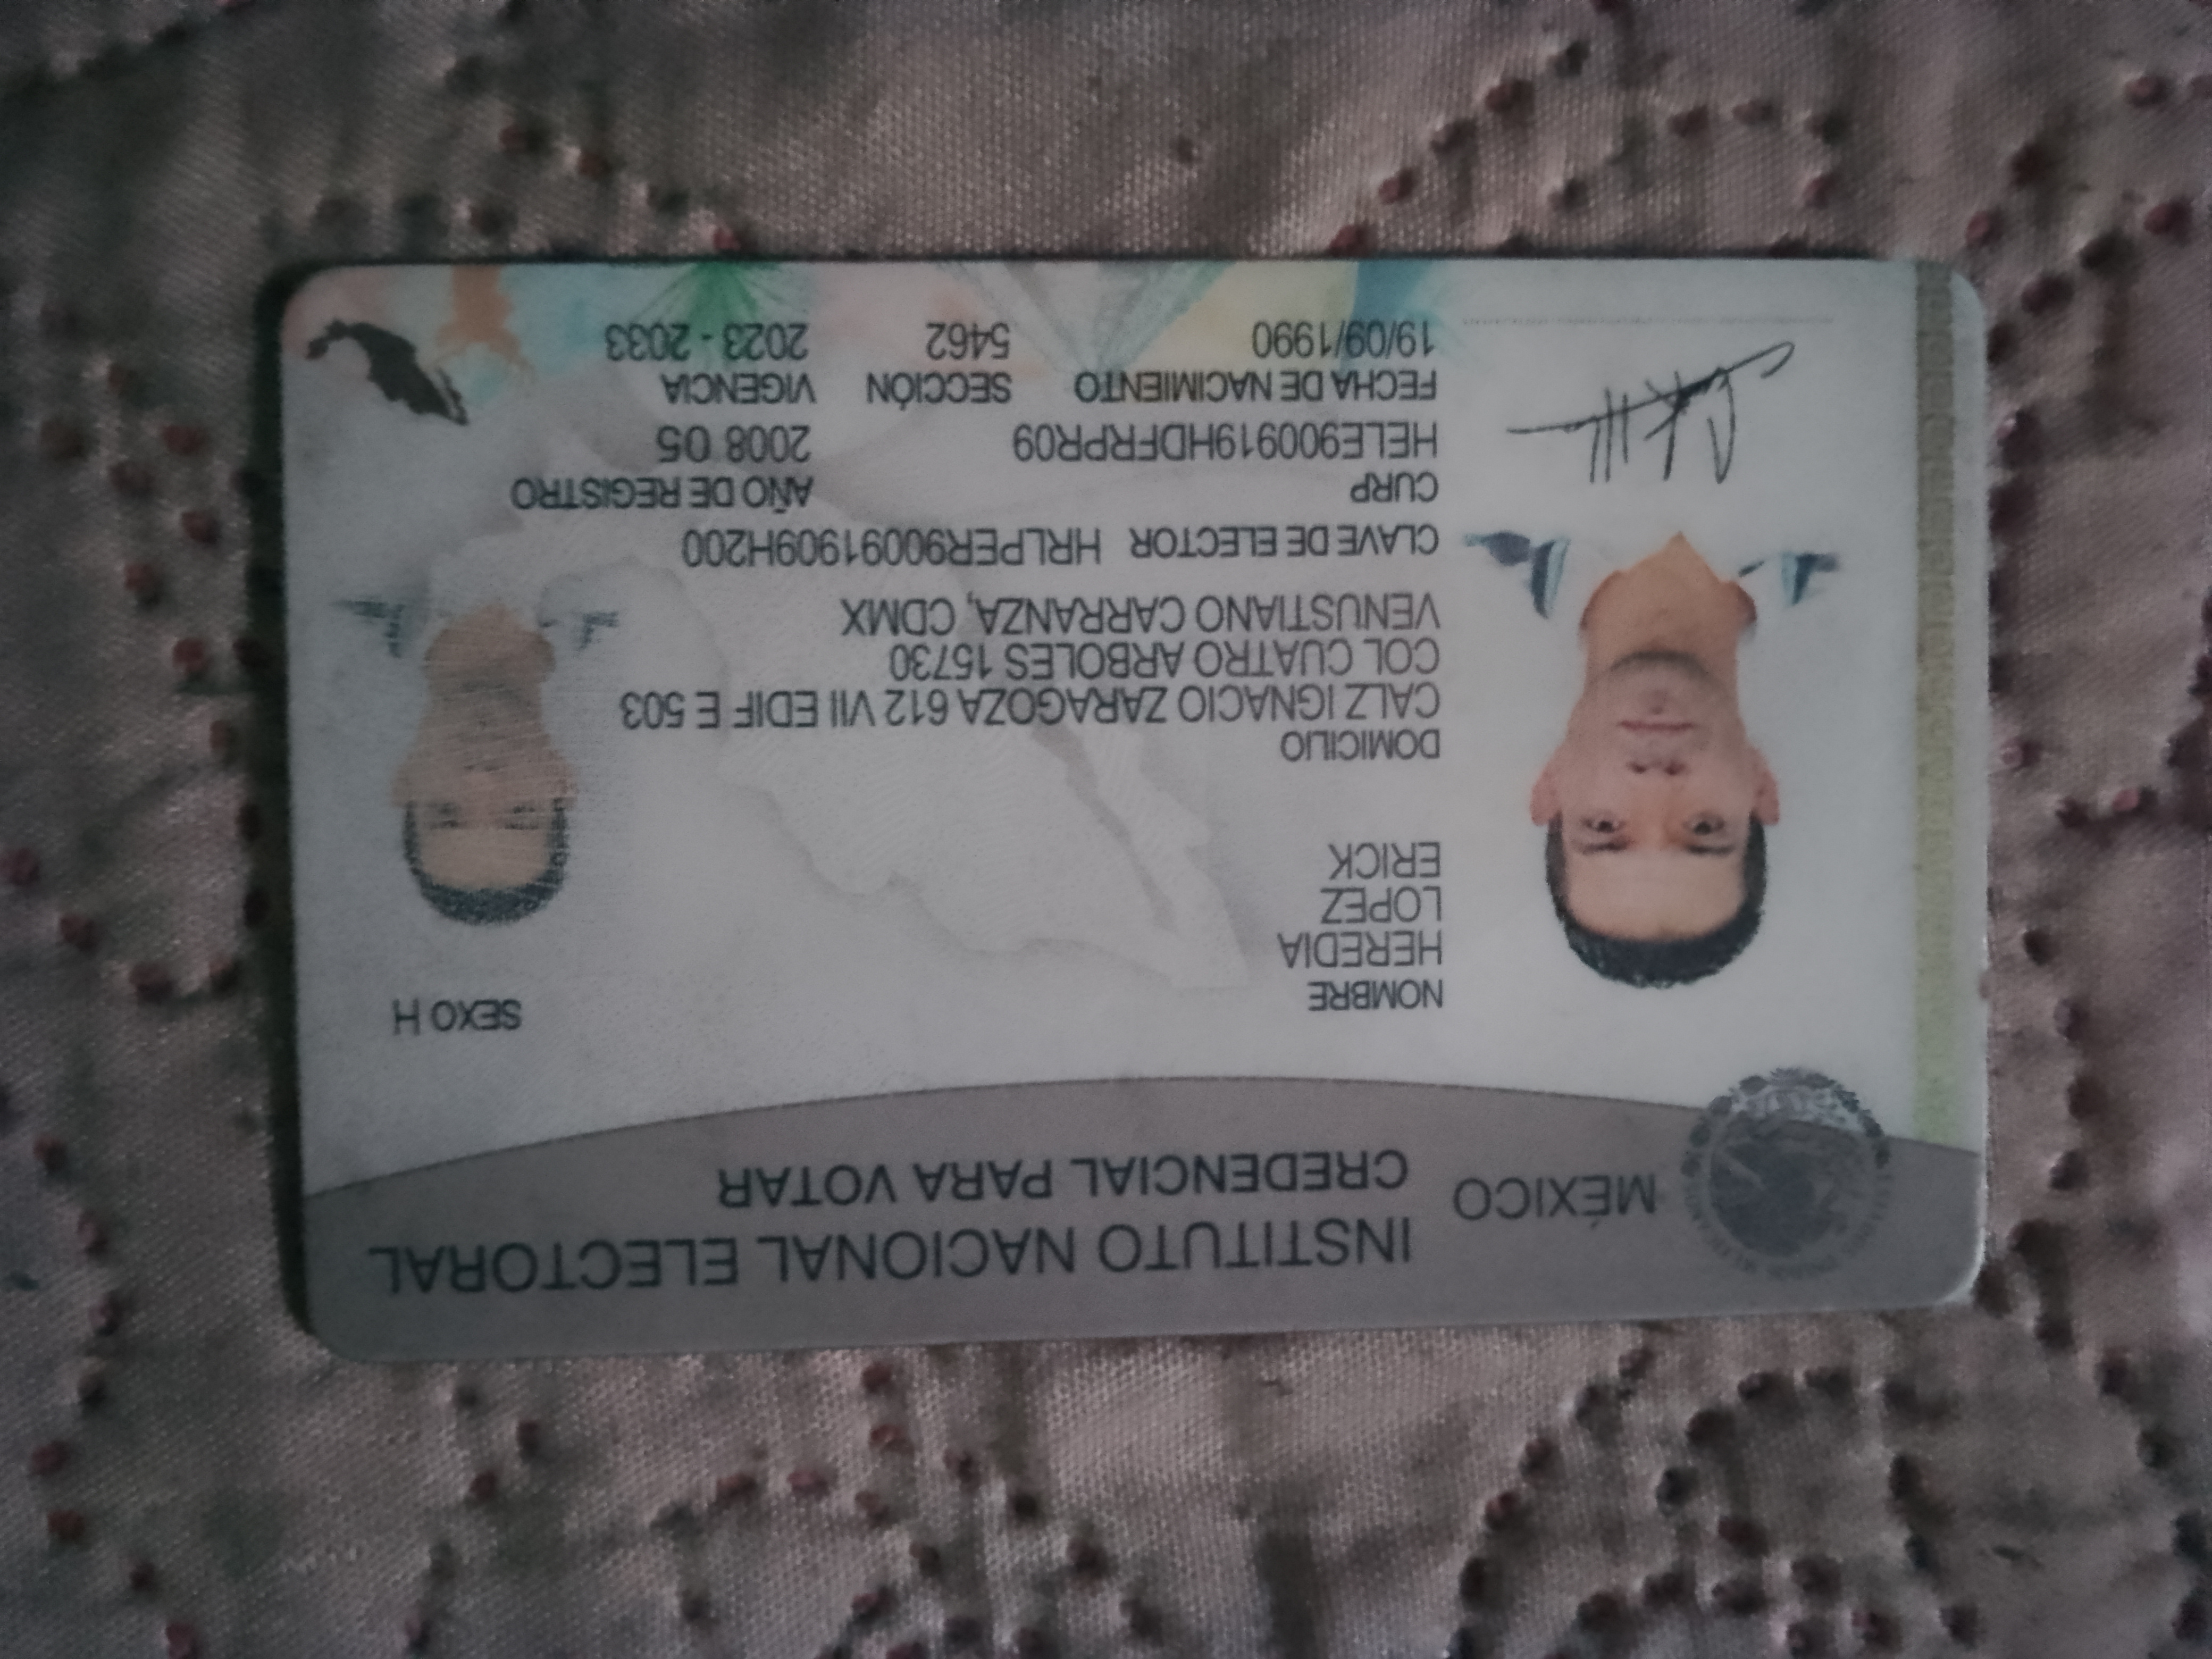 MÉXICO
INSTITUTO NACIONAL ELECTORAL
CREDENCIAL PARA VOTAR
NOMBRE
HEREDIA
LOPEZ
ERICK
SEXO H
DOMICILIO
CALZ IGNACIO ZARAGOZA 612 VII EDIF E 503
COL CUATRO ARBOLES 15730
VENUSTIANO CARRANZA, CDMX
CLAVE DE ELECTOR HRLPER90091909H200
CURP
HELE900919HDFRPR09
AÑO DE REGISTRO
2008 05
FECHA DE NACIMIENTO
19/09/1990
SECCIÓN
5462
VIGENCIA
2023 - 2033